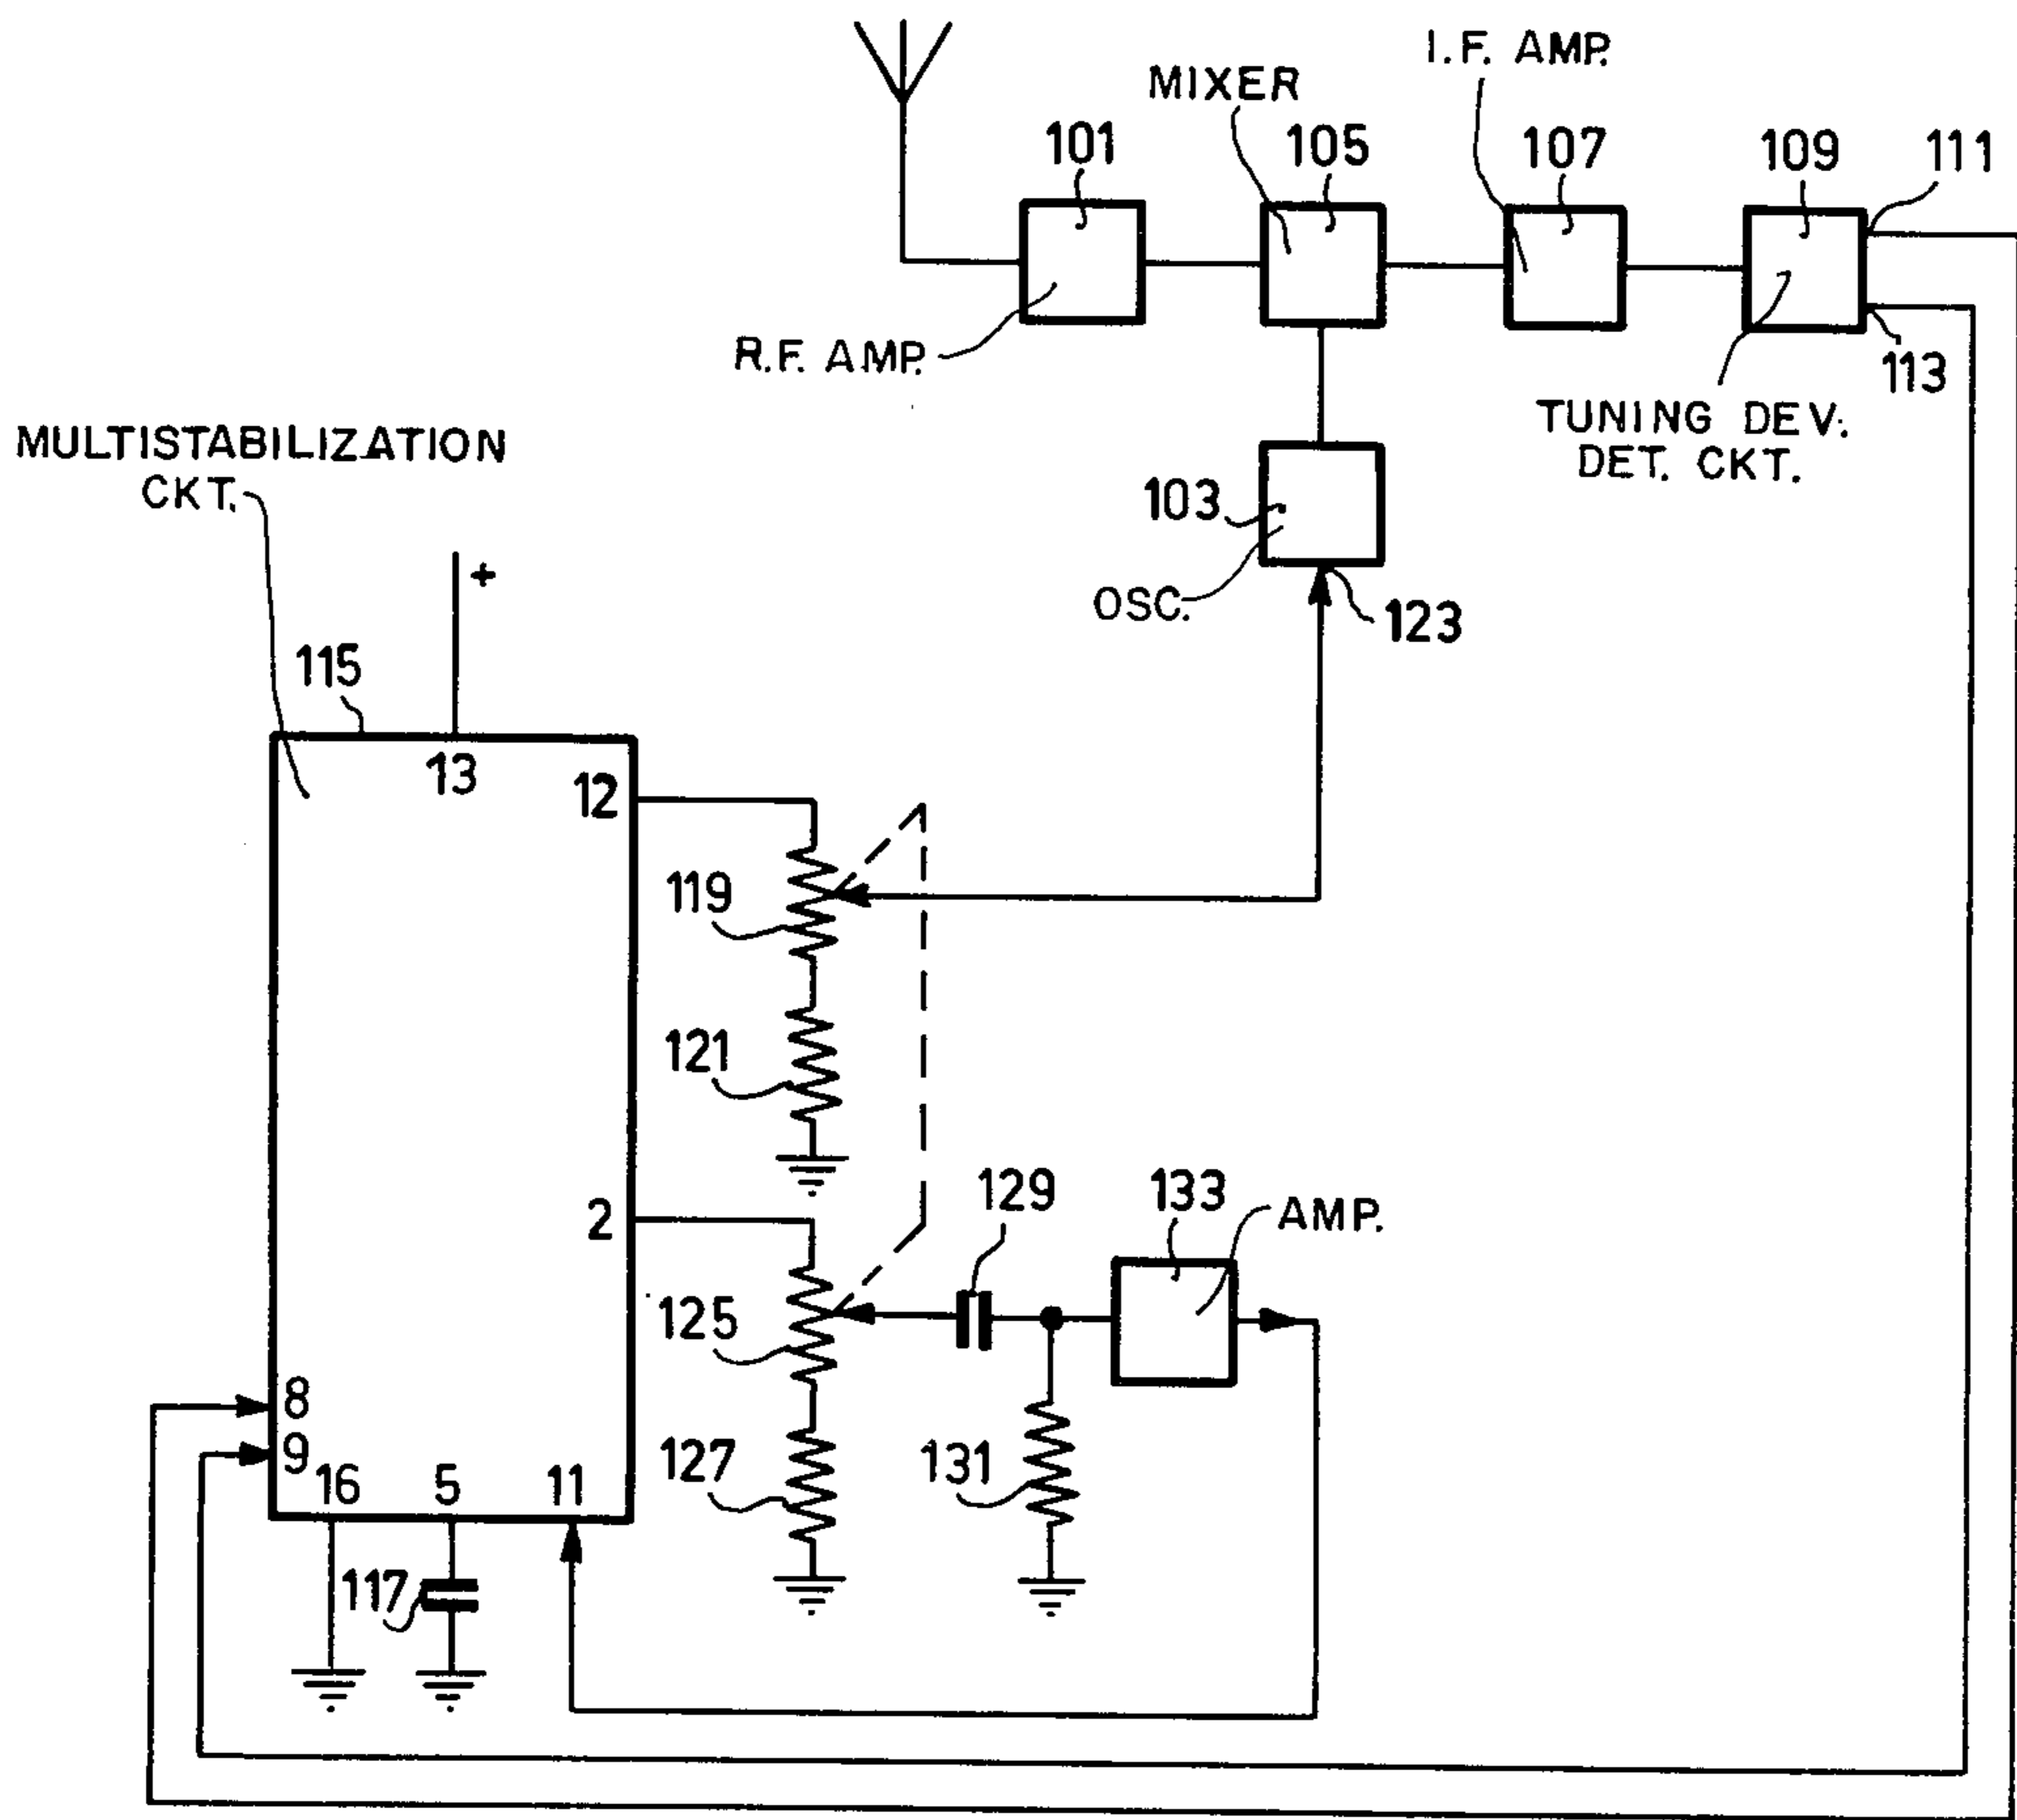 I.F. AMP.
MIXER
101
105
107
109
111
R.F. AMP.
113
TUNING DEV.
DET. CKT.
MULTISTABILIZATION
CKT.
103
OSC.
123
+
115
13
12
119
121
2
129
133
AMP.
125
8
9
127
131
16
5
11
117